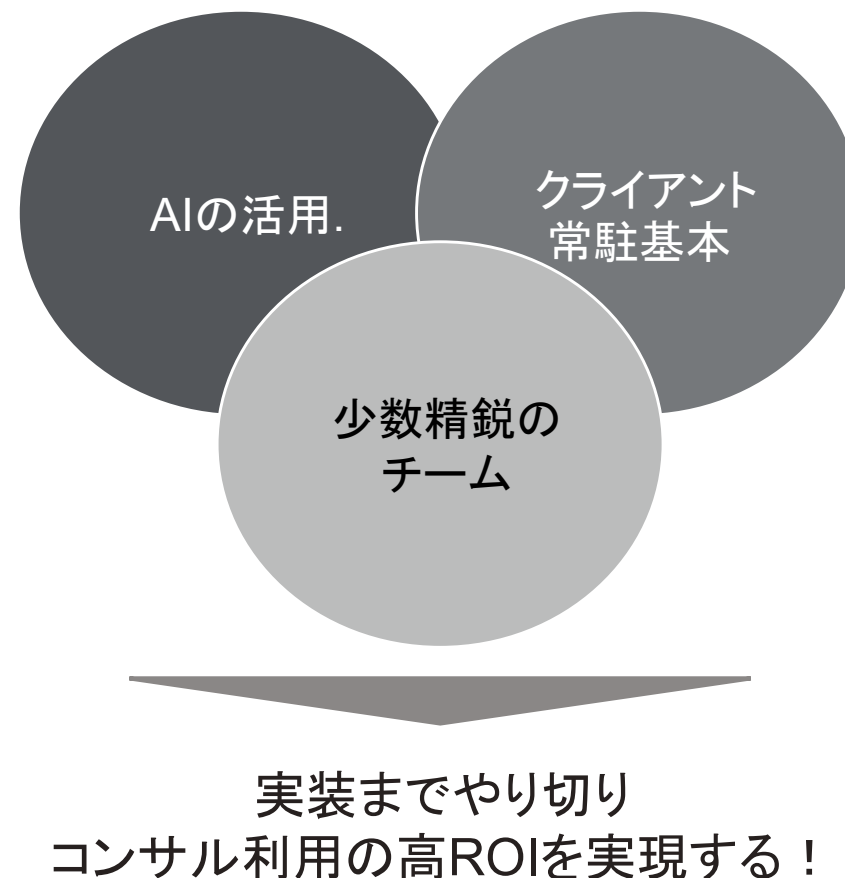 AIの活用.
クライアント
常駐基本
少数精鋭の
チーム
実装までやり切り
コンサル利用の高ROIを実現する！